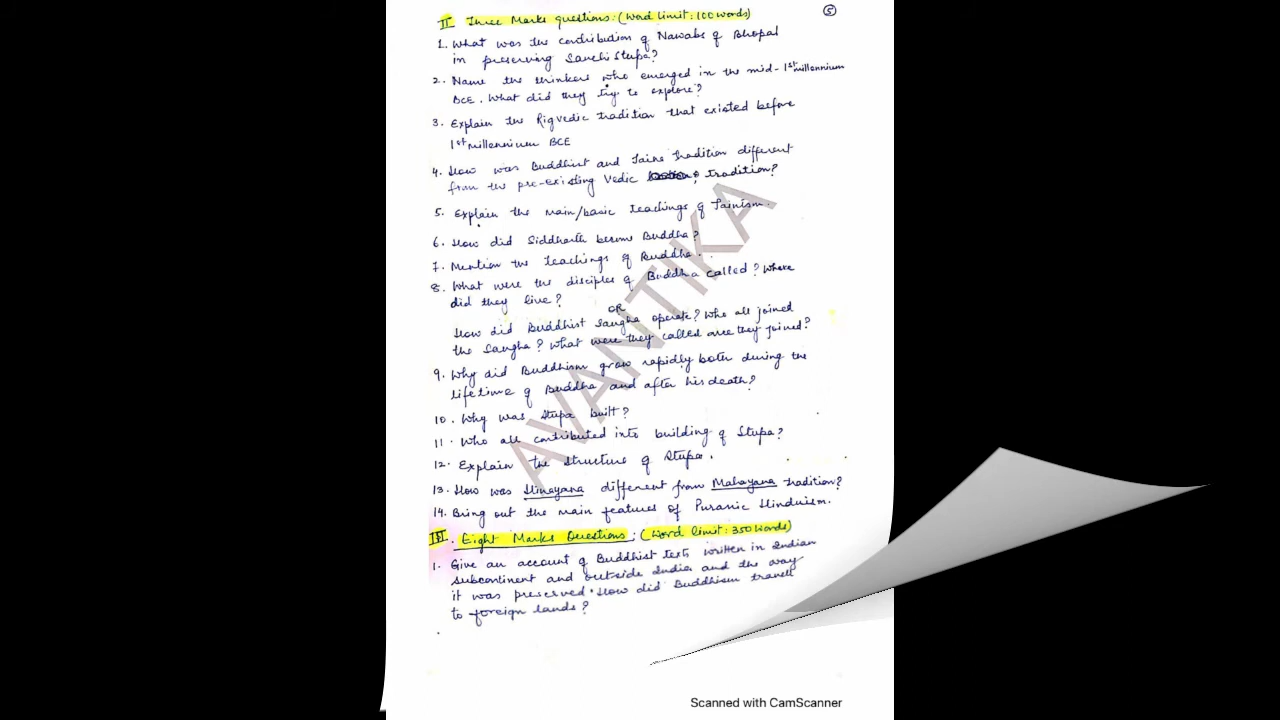 II Three Marks Questions: (Word limit: 100 words)
5
1. What was the contribution of Nawabs of Bhopal
in preserving Sanchi Stupa?
2. Name the thinkers who emerged in the mid-1st millennium
BCE. What did they try to explore?
3. Explain the Rigvedic tradition that existed before
1st millennium BCE
4. How was Buddhist and Jaina tradition different
from the pre-existing Vedic tradition?
5. Explain the main/basic teachings of Jainism.
6. How did Siddharth become Buddha?
7. Mention the teachings of Buddha.
8. What were the disciples of Buddha called? Where
did they live?
OR
How did Buddhist Sangha operate? Who all joined
the Sangha? What were they called once they joined?
9. Why did Buddhism grow rapidly both during the
lifetime of Buddha and after his death?
10. Why was Stupa built?
11. Who all contributed into building of Stupa?
12. Explain the structure of Stupa.
13. How was Hinayana different from Mahayana tradition?
14. Bring out the main features of Puranic Hinduism.
III. Eight Marks Questions: (Word limit: 350 words)
1. Give an account of Buddhist texts written in Indian
subcontinent and outside India and the way
it was preserved. How did Buddhism travel
to foreign lands?
AVANTIKA
Scanned with CamScanner